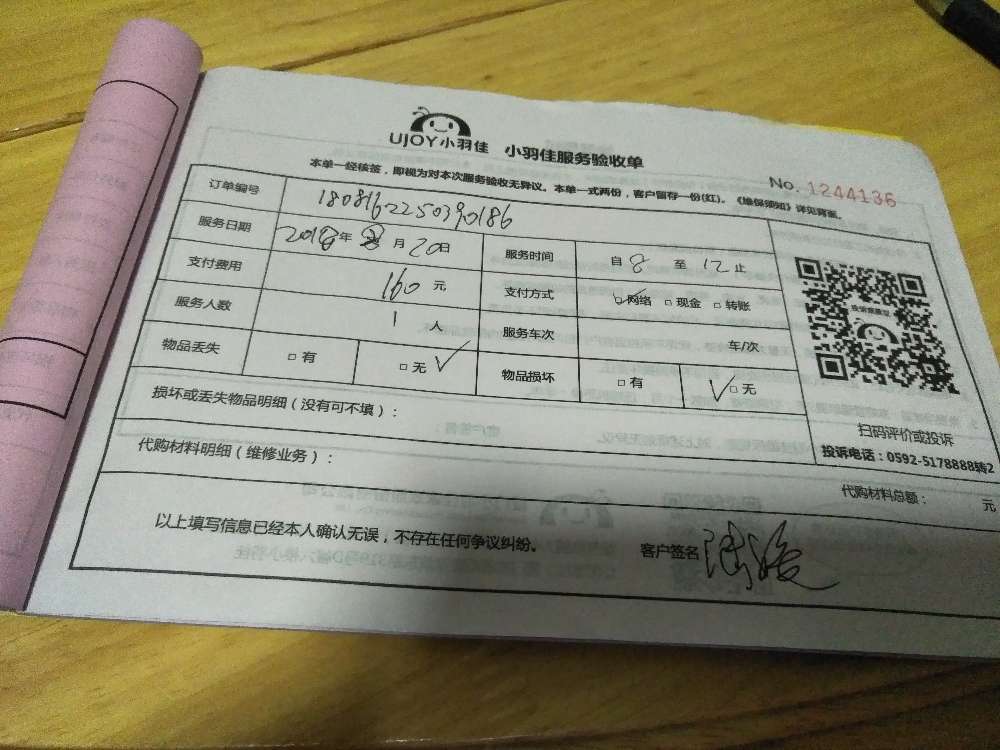 UJOY小羽佳 小羽佳服务验收单
No. 1244136
本单一经核签，即视为对本次服务验收无异议。本单一式两份，客户留存一份(红)。《维保须知》详见背面。
订单编号 1808162250390186
服务日期 2018年8月20日 服务时间 自8至12止
支付费用 160元 支付方式 ☑网络 □现金 □转账
服务人数 1人 服务车次 车/次
物品丢失 □有 □无√ 物品损坏 □有 √□无
扫码评价或投诉
投诉电话：0592-5178888转2
损坏或丢失物品明细（没有可不填）：
代购材料明细（维修业务）：
代购材料总额： 元
以上填写信息已经本人确认无误，不存在任何争议纠纷。
客户签名